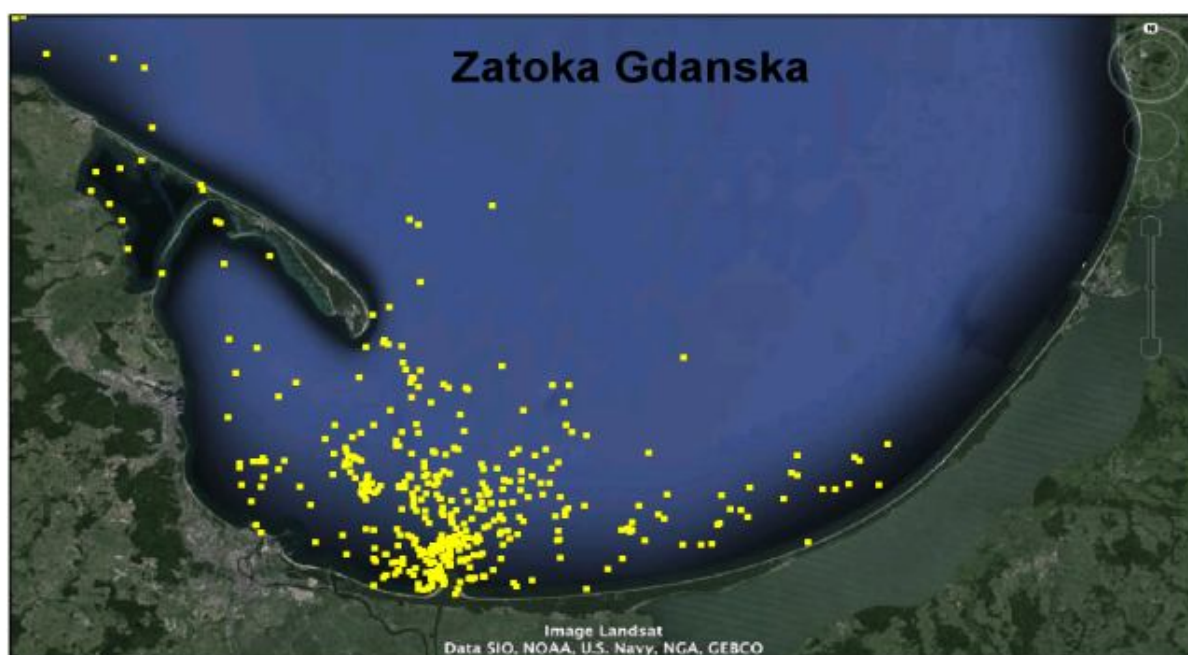 N
Zatoka Gdanska
Image Landsat
Data SIO, NOAA, U.S. Navy, NGA, GEBCO